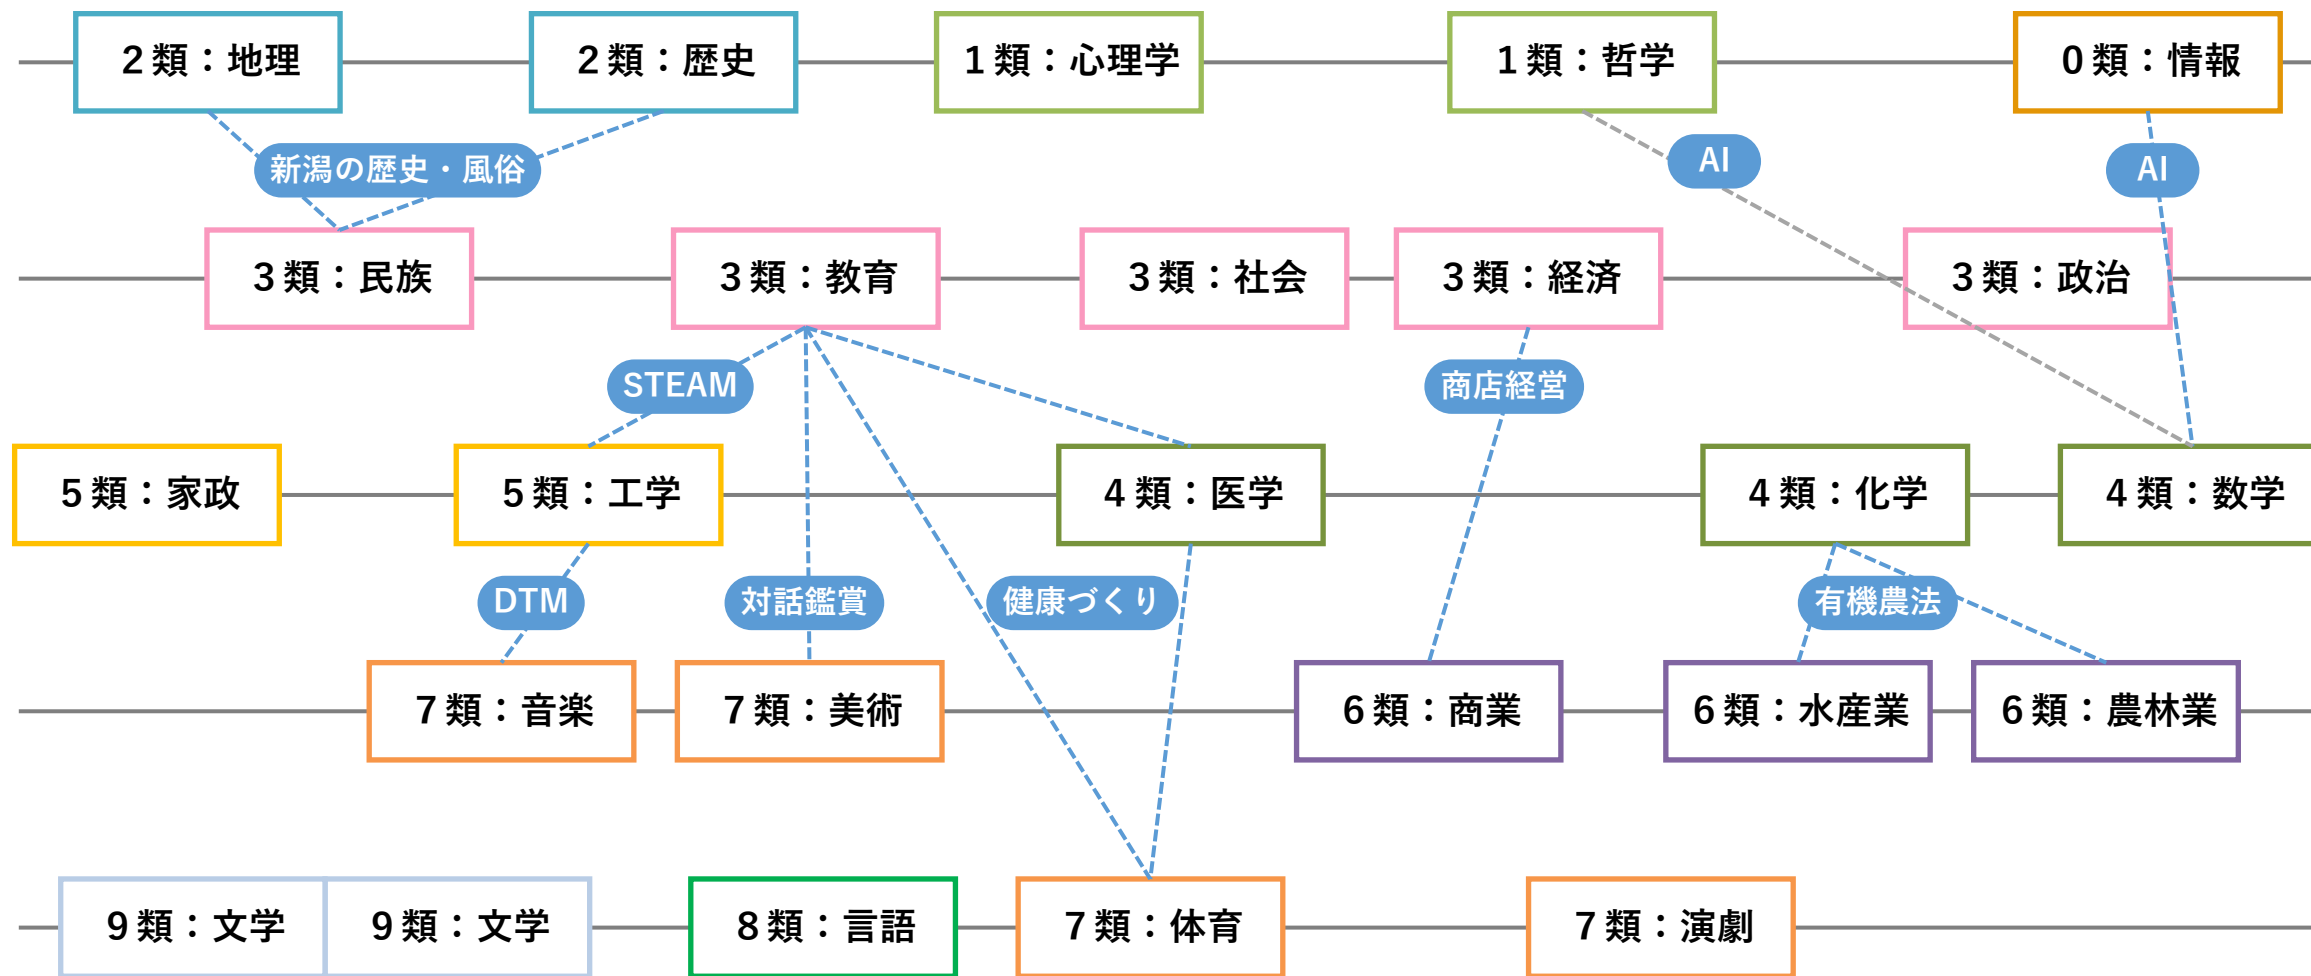 ２類：地理
２類：歴史
１類：心理学
１類：哲学
０類：情報
新潟の歴史・風俗
AI
AI
３類：民族
３類：教育
３類：社会
３類：経済
３類：政治
STEAM
商店経営
５類：家政
５類：工学
４類：医学
４類：化学
４類：数学
DTM
対話鑑賞
健康づくり
有機農法
７類：音楽
７類：美術
６類：商業
６類：水産業
６類：農林業
９類：文学
９類：文学
８類：言語
７類：体育
７類：演劇